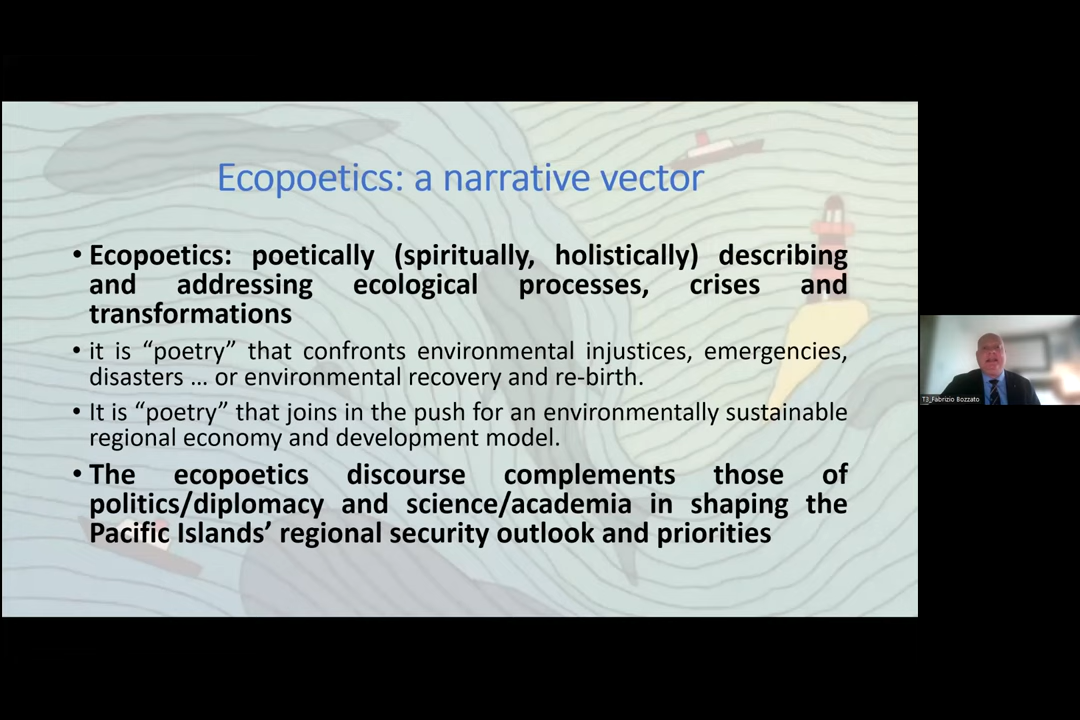 Ecopoetics: a narrative vector
• Ecopoetics: poetically (spiritually, holistically) describing
and addressing ecological processes, crises and
transformations
• it is “poetry” that confronts environmental injustices, emergencies,
disasters … or environmental recovery and re-birth.
• It is “poetry” that joins in the push for an environmentally sustainable
regional economy and development model.
• The ecopoetics discourse complements those of
politics/diplomacy and science/academia in shaping the
Pacific Islands’ regional security outlook and priorities
T3_Fabrizio Bozzato